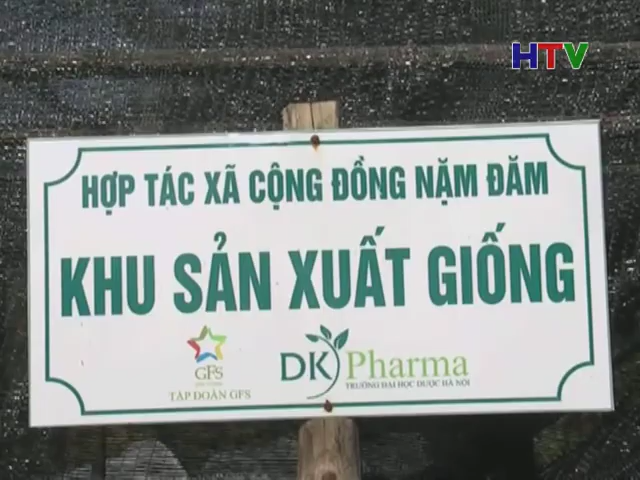 HTV
HỢP TÁC XÃ CỘNG ĐỒNG NẶM ĐĂM
KHU SẢN XUẤT GIỐNG
GFS
TẬP ĐOÀN GFS
DK Pharma
TRƯỜNG ĐẠI HỌC DƯỢC HÀ NỘI